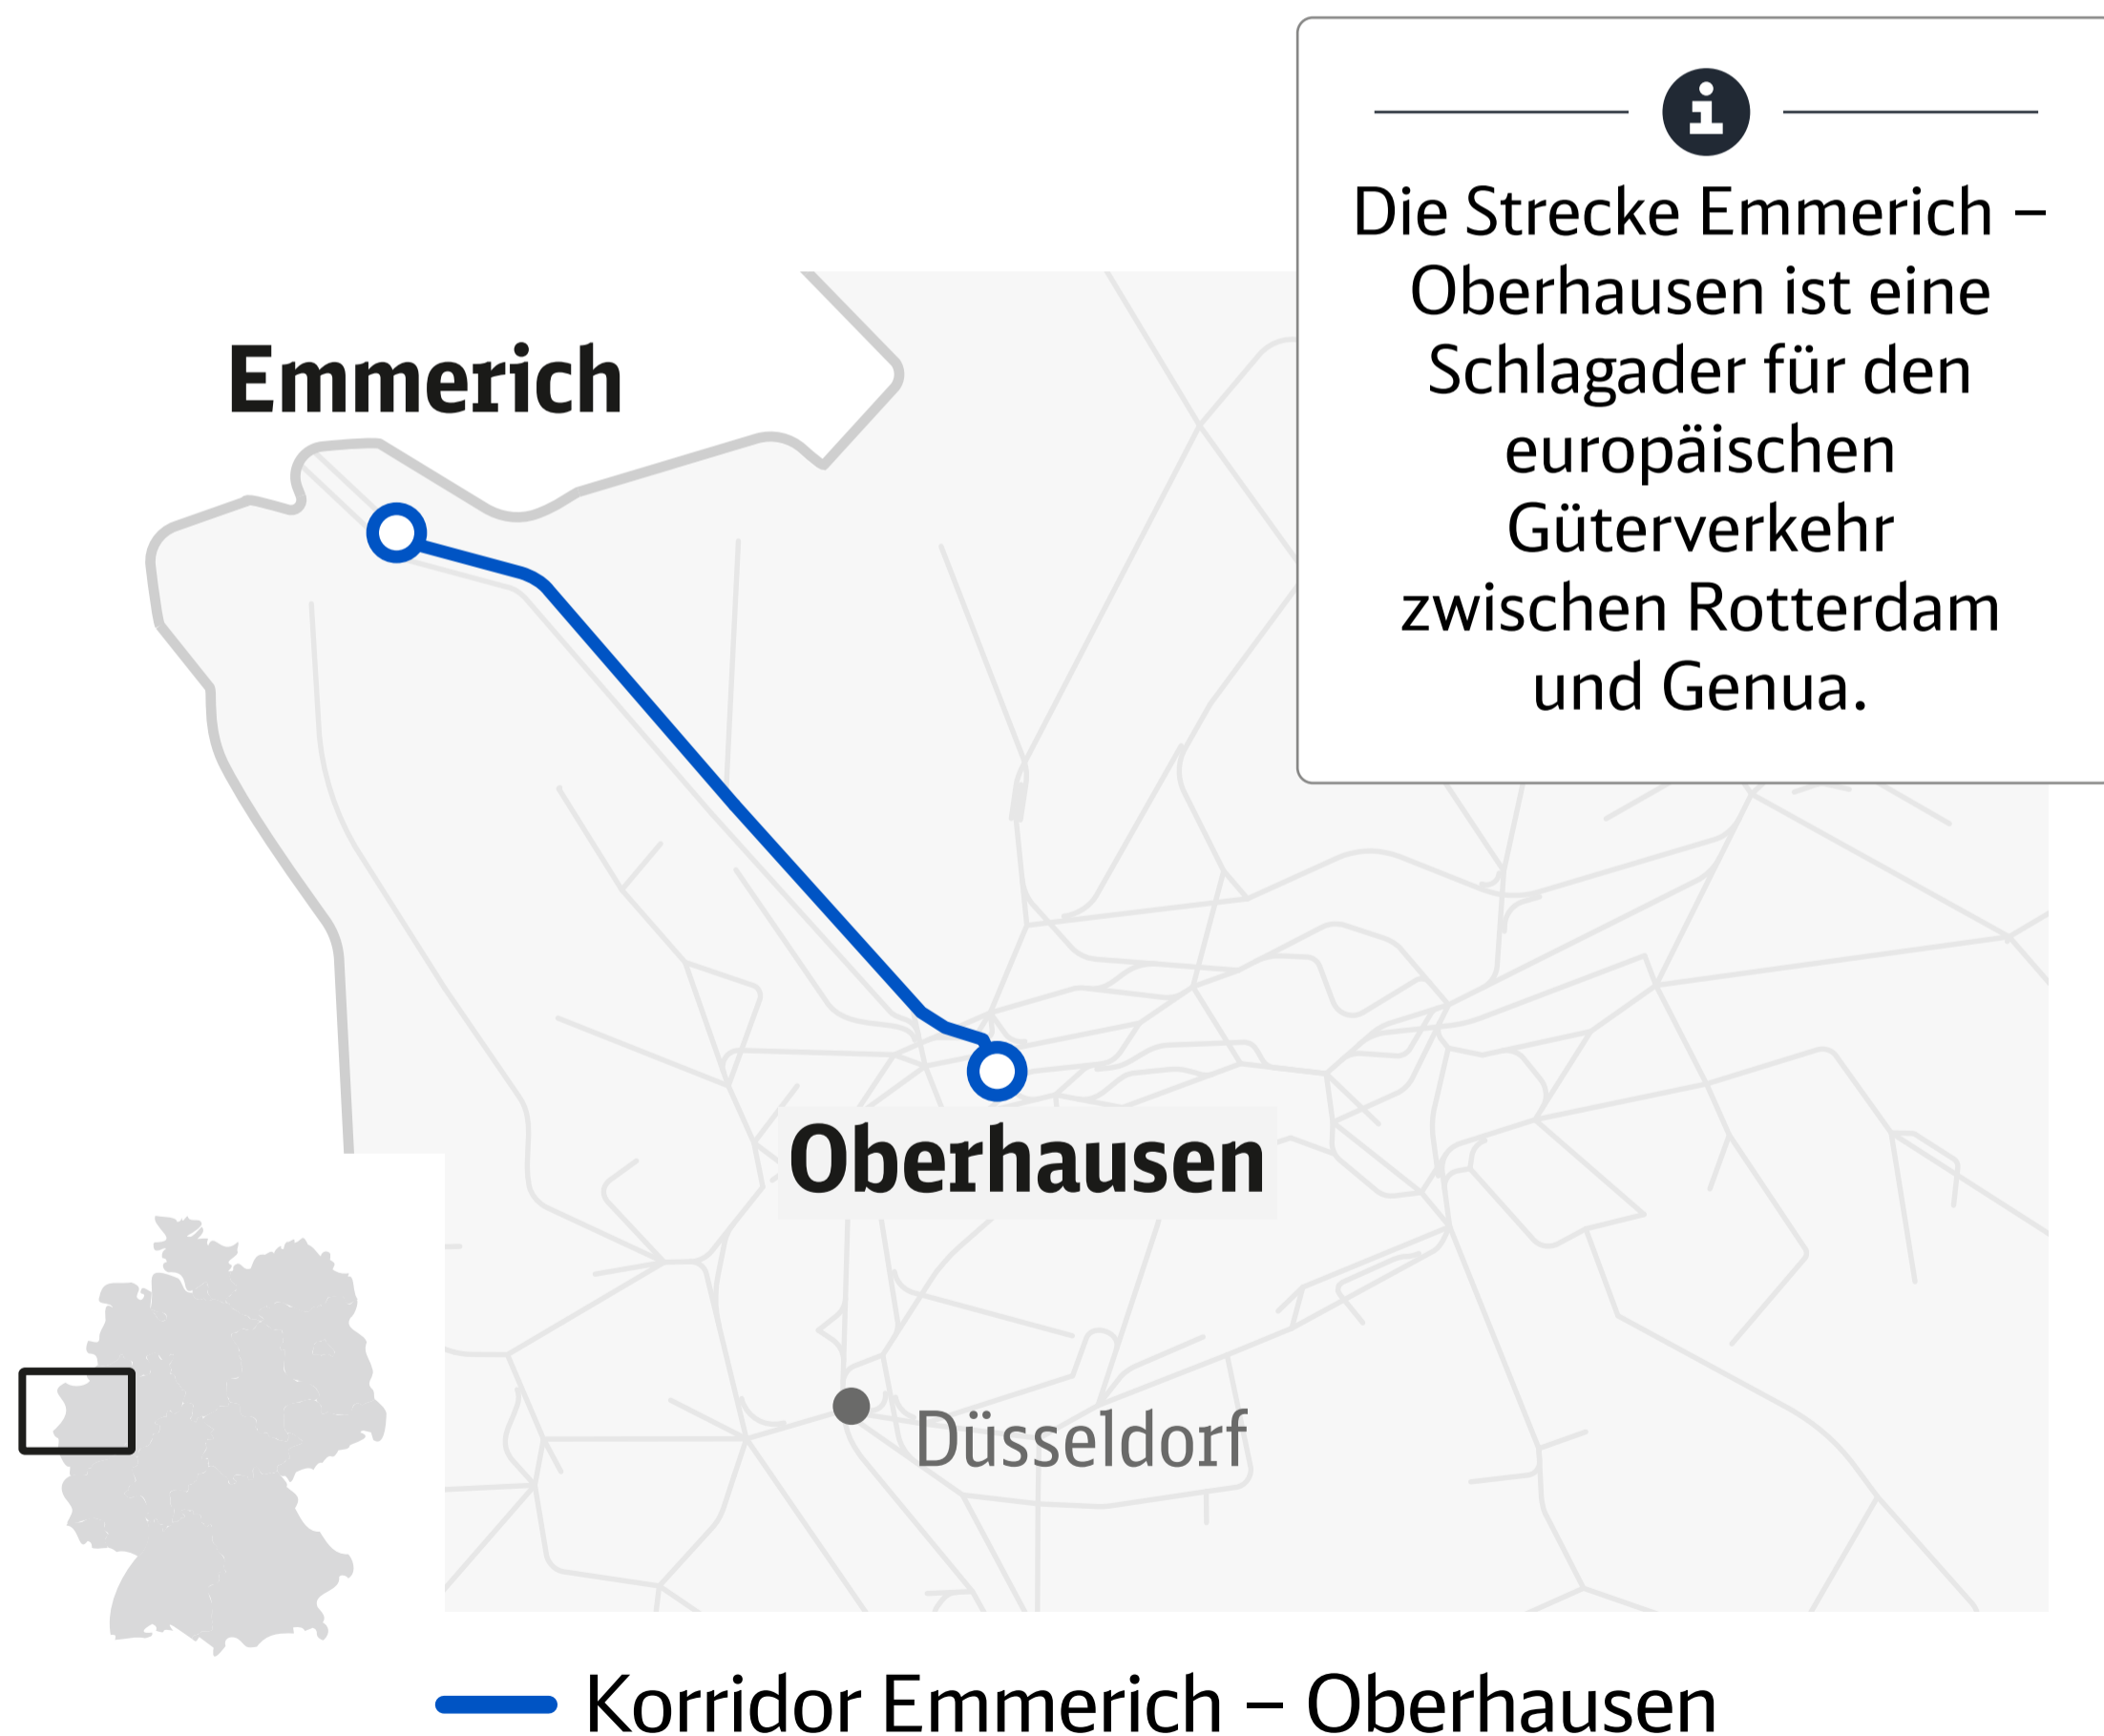 Die Strecke Emmerich –
Oberhausen ist eine
Schlagader für den
europäischen
Güterverkehr
zwischen Rotterdam
und Genua.
Emmerich
Oberhausen
Düsseldorf
Korridor Emmerich – Oberhausen